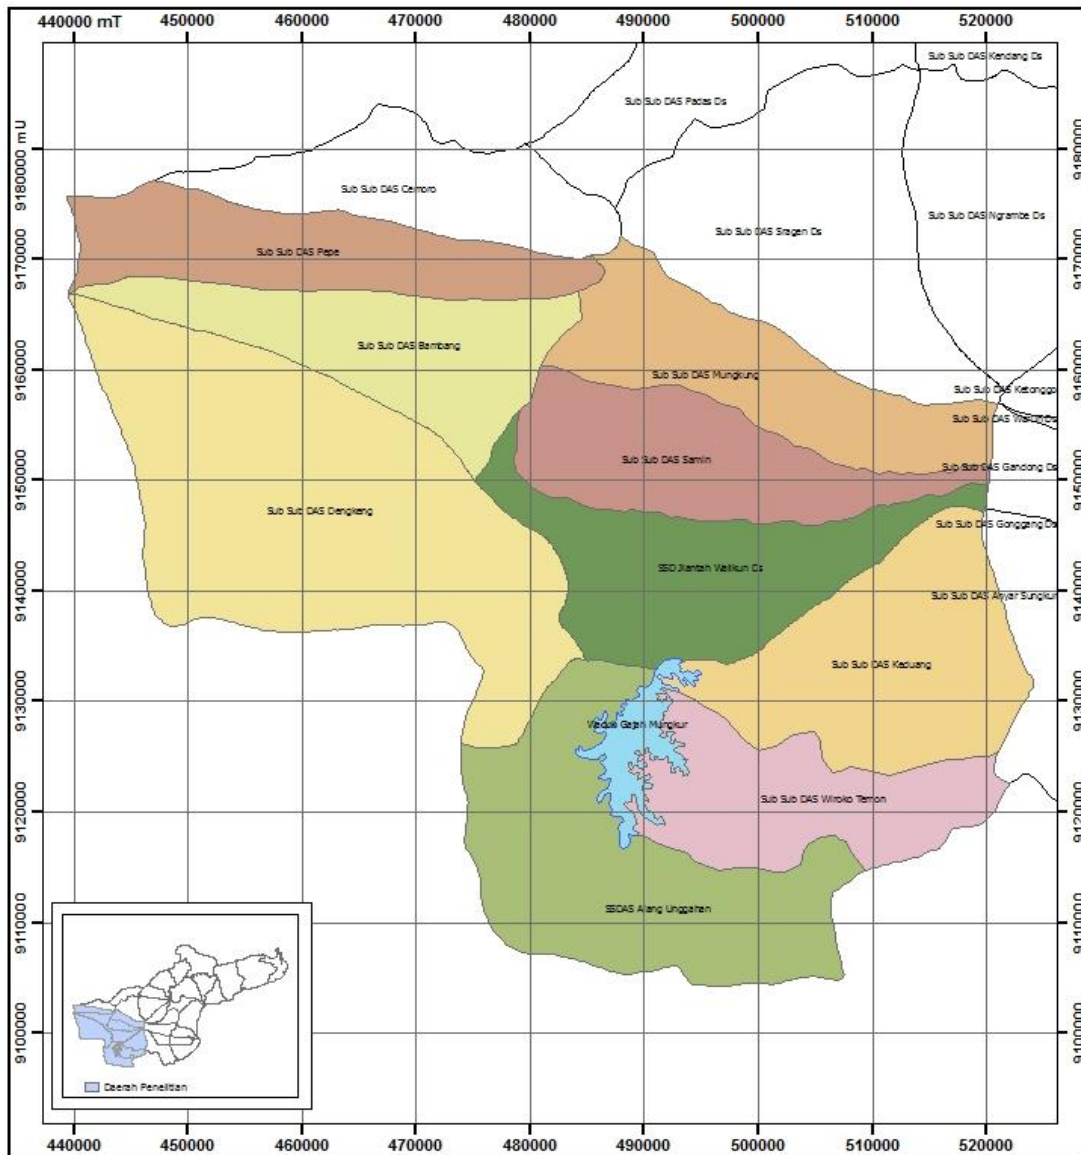 440000 mT 450000 460000 470000 480000 490000 500000 510000 520000
Sub Sub DAS Kendang Ds
Sub Sub DAS Padas Ds
9180000 mU
9180000
Sub Sub DAS Cemoro
Sub Sub DAS Ngrambe Ds
Sub Sub DAS Sragen Ds
Sub Sub DAS Pepe
9170000
9170000
Sub Sub DAS Bambang
9160000
9160000
Sub Sub DAS Mungkung
Sub Sub DAS Ketonggo
Sub Sub DAS Samin
Sub Sub DAS Gandong Ds
9150000
9150000
Sub Sub DAS Dengkeng
Sub Sub DAS Gonggang Ds
SSD Jlantah Walikun Ds
9140000
9140000
Sub Sub DAS Anyar Sungkur
Sub Sub DAS Keduang
9130000
9130000
Waduk Gajah Mungkur
Sub Sub DAS Wiroko Temon
9120000
9120000
SSDAS Alang Unggahan
9110000
9110000
9100000
9100000
Daerah Penelitian
440000 450000 460000 470000 480000 490000 500000 510000 520000